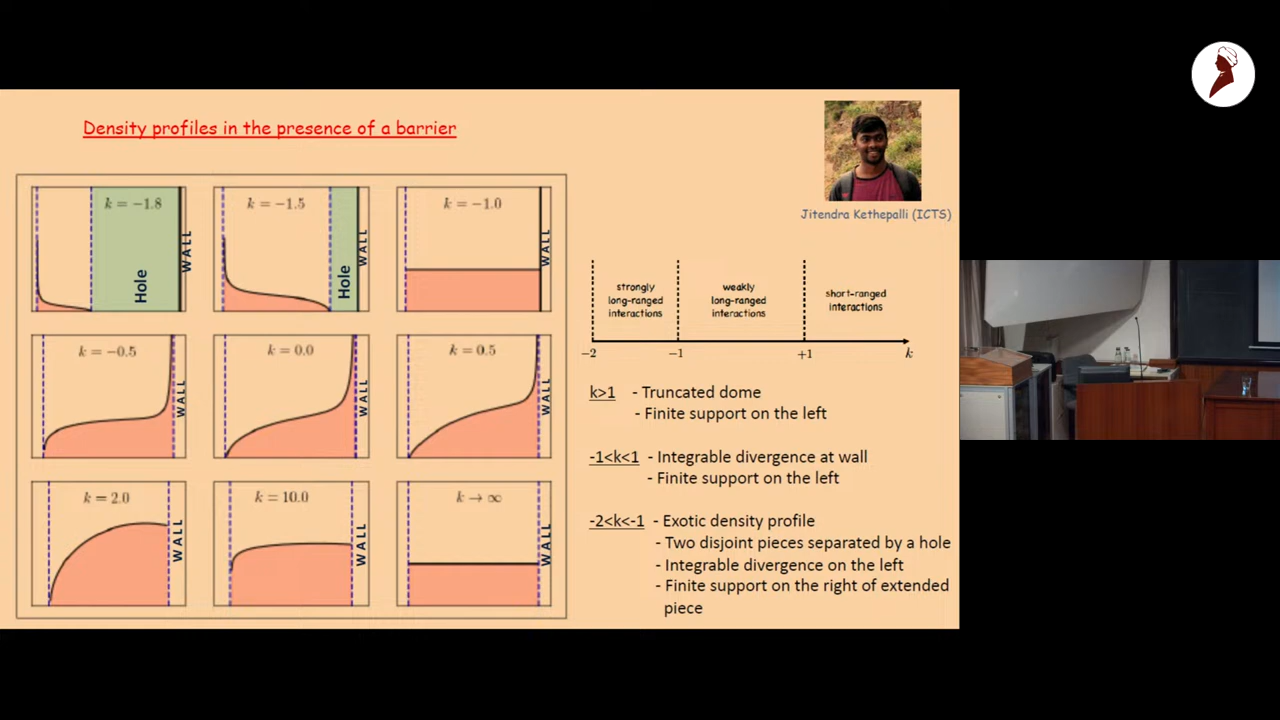 Density profiles in the presence of a barrier
Jitendra Kethepalli (ICTS)
k = −1.8
Hole
WALL
k = −1.5
Hole
WALL
k = −1.0
WALL
k = −0.5
WALL
k = 0.0
WALL
k = 0.5
WALL
k = 2.0
WALL
k = 10.0
WALL
k → ∞
WALL
strongly
long-ranged
interactions
weakly
long-ranged
interactions
short-ranged
interactions
−2
−1
+1
k
k>1 - Truncated dome
- Finite support on the left
-1<k<1 - Integrable divergence at wall
- Finite support on the left
-2<k<-1 - Exotic density profile
- Two disjoint pieces separated by a hole
- Integrable divergence on the left
- Finite support on the right of extended
piece